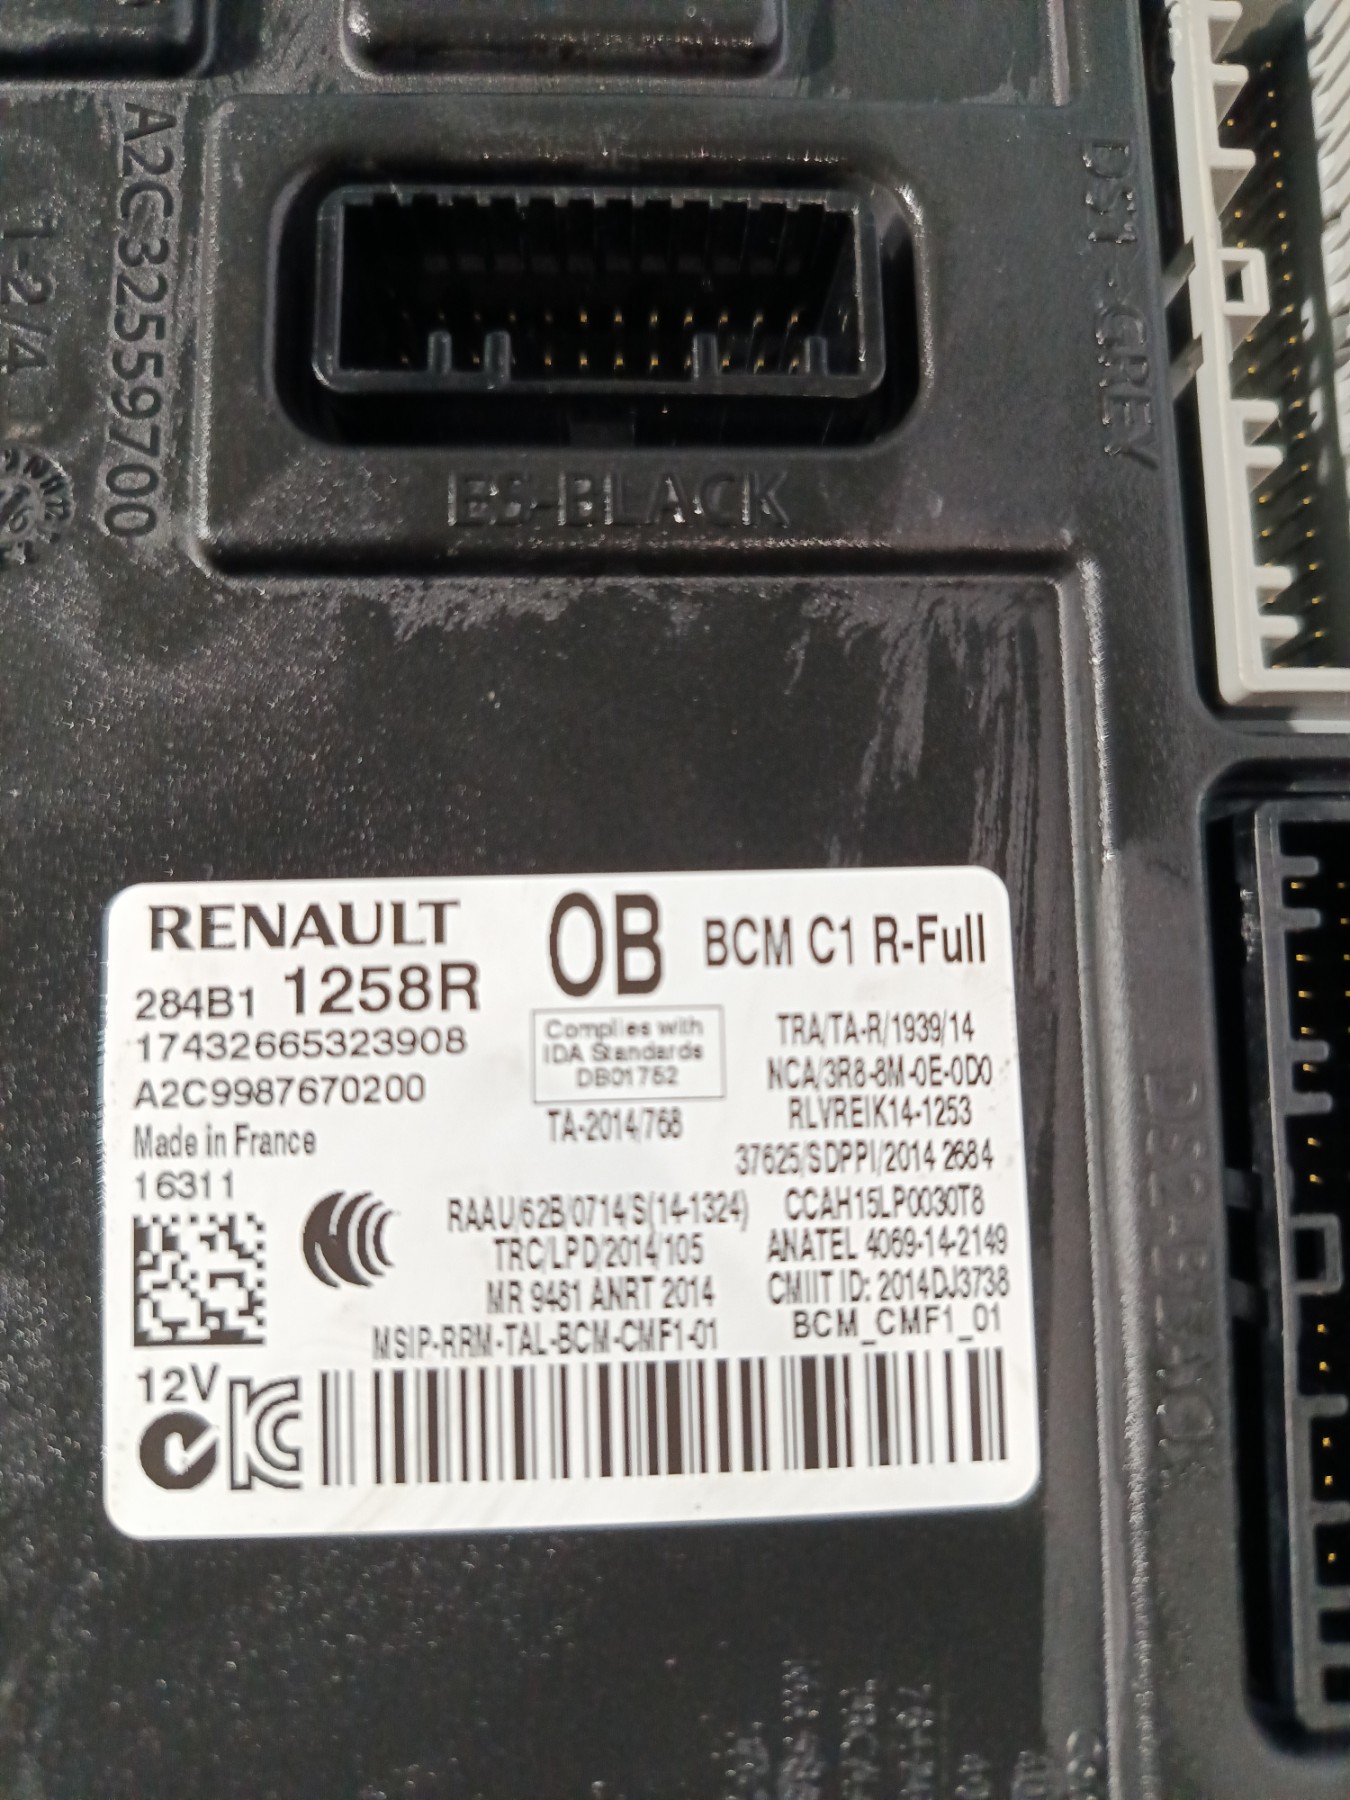 A2C32559700
1-2/4
DS1-GREY
ES-BLACK
RENAULT
0B
BCM C1 R-Full
284B1 1258R
17432665323908
A2C9987670200
Made in France
16311
Complies with
IDA Standards
DB01752
TA-2014/768
TRA/TA-R/1939/14
NCA/3R8-8M-0E-0D0
RLVREIK14-1253
37625/SDPPI/2014 2684
RAAU/62B/0714/S(14-1324)
CCAH15LP0030T8
TRC/LPD/2014/105
ANATEL 4069-14-2149
MR 9481 ANRT 2014
CMIIT ID: 2014DJ3738
MSIP-RRM-TAL-BCM-CMF1-01
BCM_CMF1_01
12V
DS2-BLACK